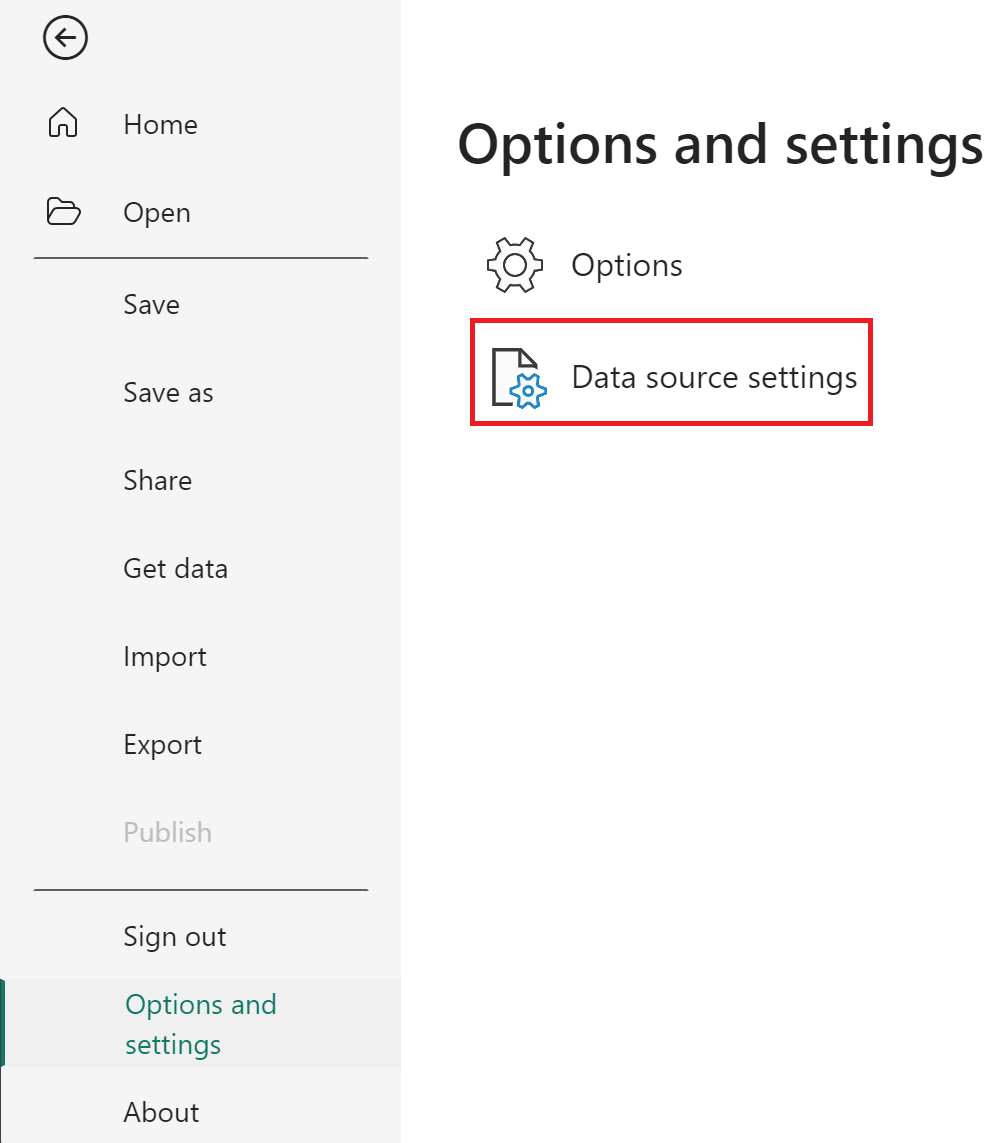 Home
Open
Save
Save as
Share
Get data
Import
Export
Publish
Sign out
Options and
settings
About
Options and settings
Options
Data source settings